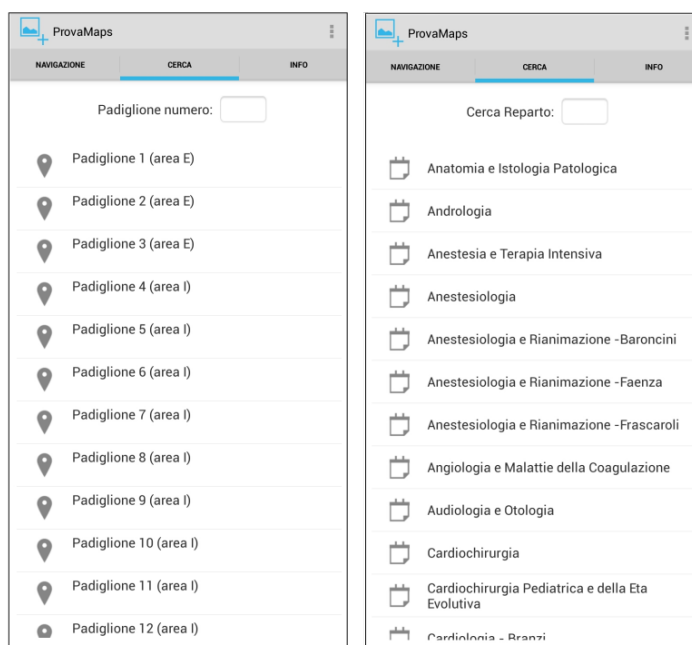 ProvaMaps
NAVIGAZIONE CERCA INFO
Padiglione numero:
Padiglione 1 (area E)
Padiglione 2 (area E)
Padiglione 3 (area E)
Padiglione 4 (area I)
Padiglione 5 (area I)
Padiglione 6 (area I)
Padiglione 7 (area I)
Padiglione 8 (area I)
Padiglione 9 (area I)
Padiglione 10 (area I)
Padiglione 11 (area I)
Padiglione 12 (area I)
ProvaMaps
NAVIGAZIONE CERCA INFO
Cerca Reparto:
Anatomia e Istologia Patologica
Andrologia
Anestesia e Terapia Intensiva
Anestesiologia
Anestesiologia e Rianimazione -Baroncini
Anestesiologia e Rianimazione -Faenza
Anestesiologia e Rianimazione -Frascaroli
Angiologia e Malattie della Coagulazione
Audiologia e Otologia
Cardiochirurgia
Cardiochirurgia Pediatrica e della Eta
Evolutiva
Cardiologia - Branzi